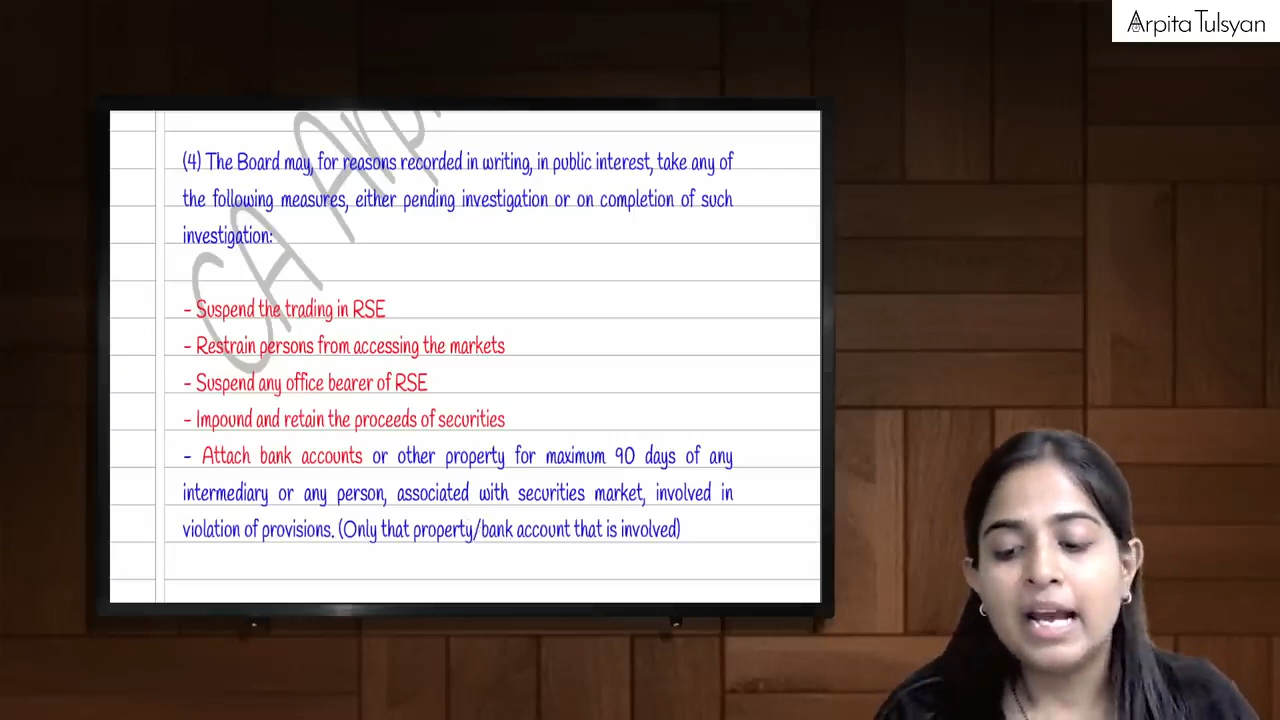 Arpita Tulsyan
(4) The Board may, for reasons recorded in writing, in public interest, take any of
the following measures, either pending investigation or on completion of such
investigation:
- Suspend the trading in RSE
- Restrain persons from accessing the markets
- Suspend any office bearer of RSE
- Impound and retain the proceeds of securities
- Attach bank accounts or other property for maximum 90 days of any
intermediary or any person, associated with securities market, involved in
violation of provisions. (Only that property/bank account that is involved)
CA Arpi